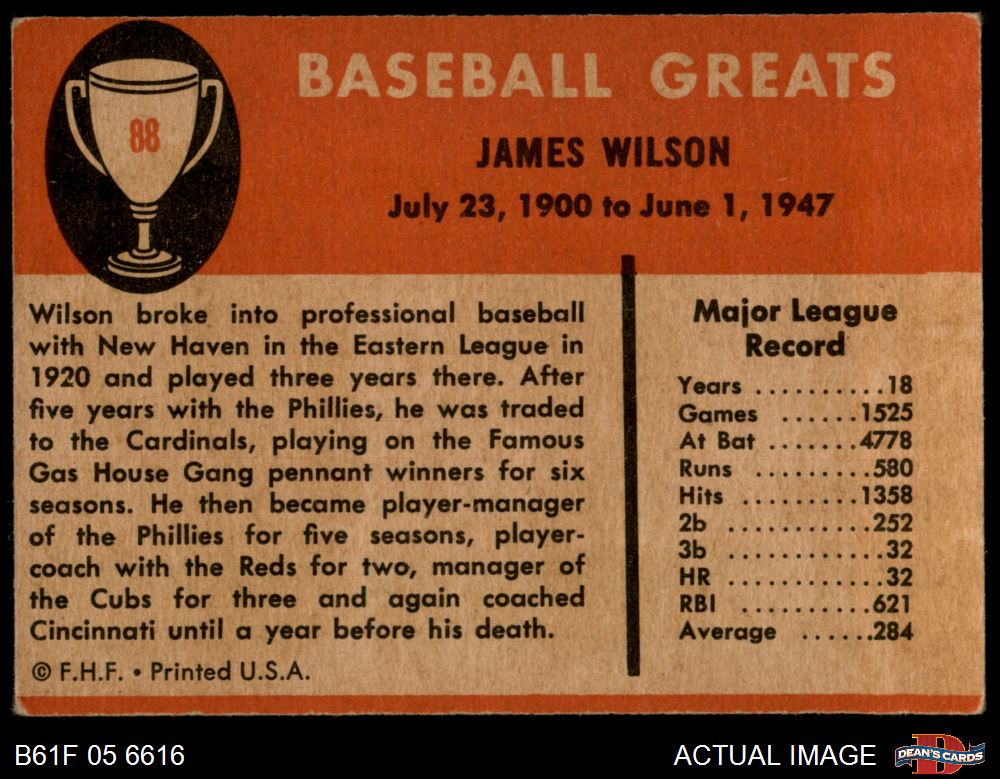 88
BASEBALL GREATS
JAMES WILSON
July 23, 1900 to June 1, 1947
Wilson broke into professional baseball
with New Haven in the Eastern League in
1920 and played three years there. After
five years with the Phillies, he was traded
to the Cardinals, playing on the Famous
Gas House Gang pennant winners for six
seasons. He then became player-manager
of the Phillies for five seasons, player-
coach with the Reds for two, manager of
the Cubs for three and again coached
Cincinnati until a year before his death.
© F.H.F. • Printed U.S.A.
Major League
Record
Years ..........18
Games ......1525
At Bat .......4778
Runs .........580
Hits .........1358
2b ...........252
3b ............32
HR ............32
RBI ..........621
Average ......284
B61F 05 6616
ACTUAL IMAGE
D
DEAN'S CARDS